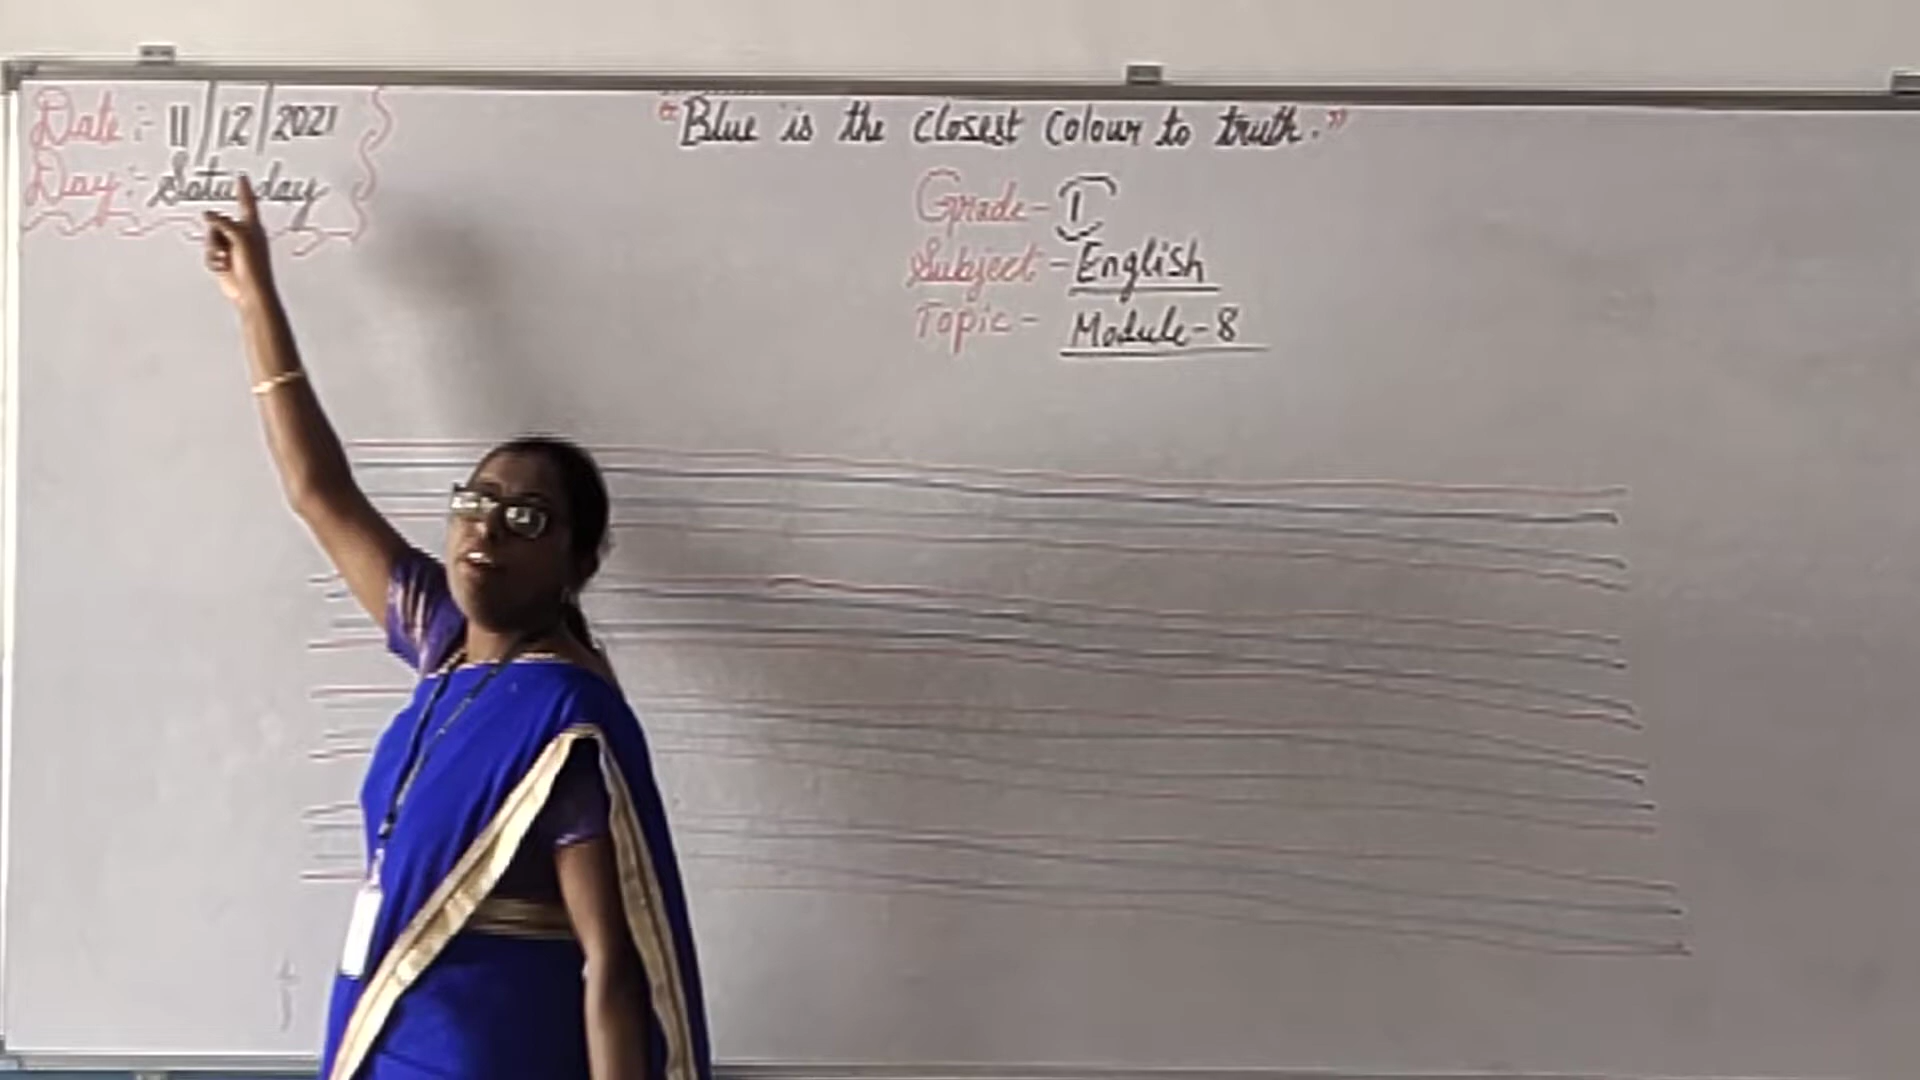 Date:- 11/12/2021
Day:- Saturday
"Blue is the closest colour to truth."
Grade- I
Subject- English
Topic- Module-8